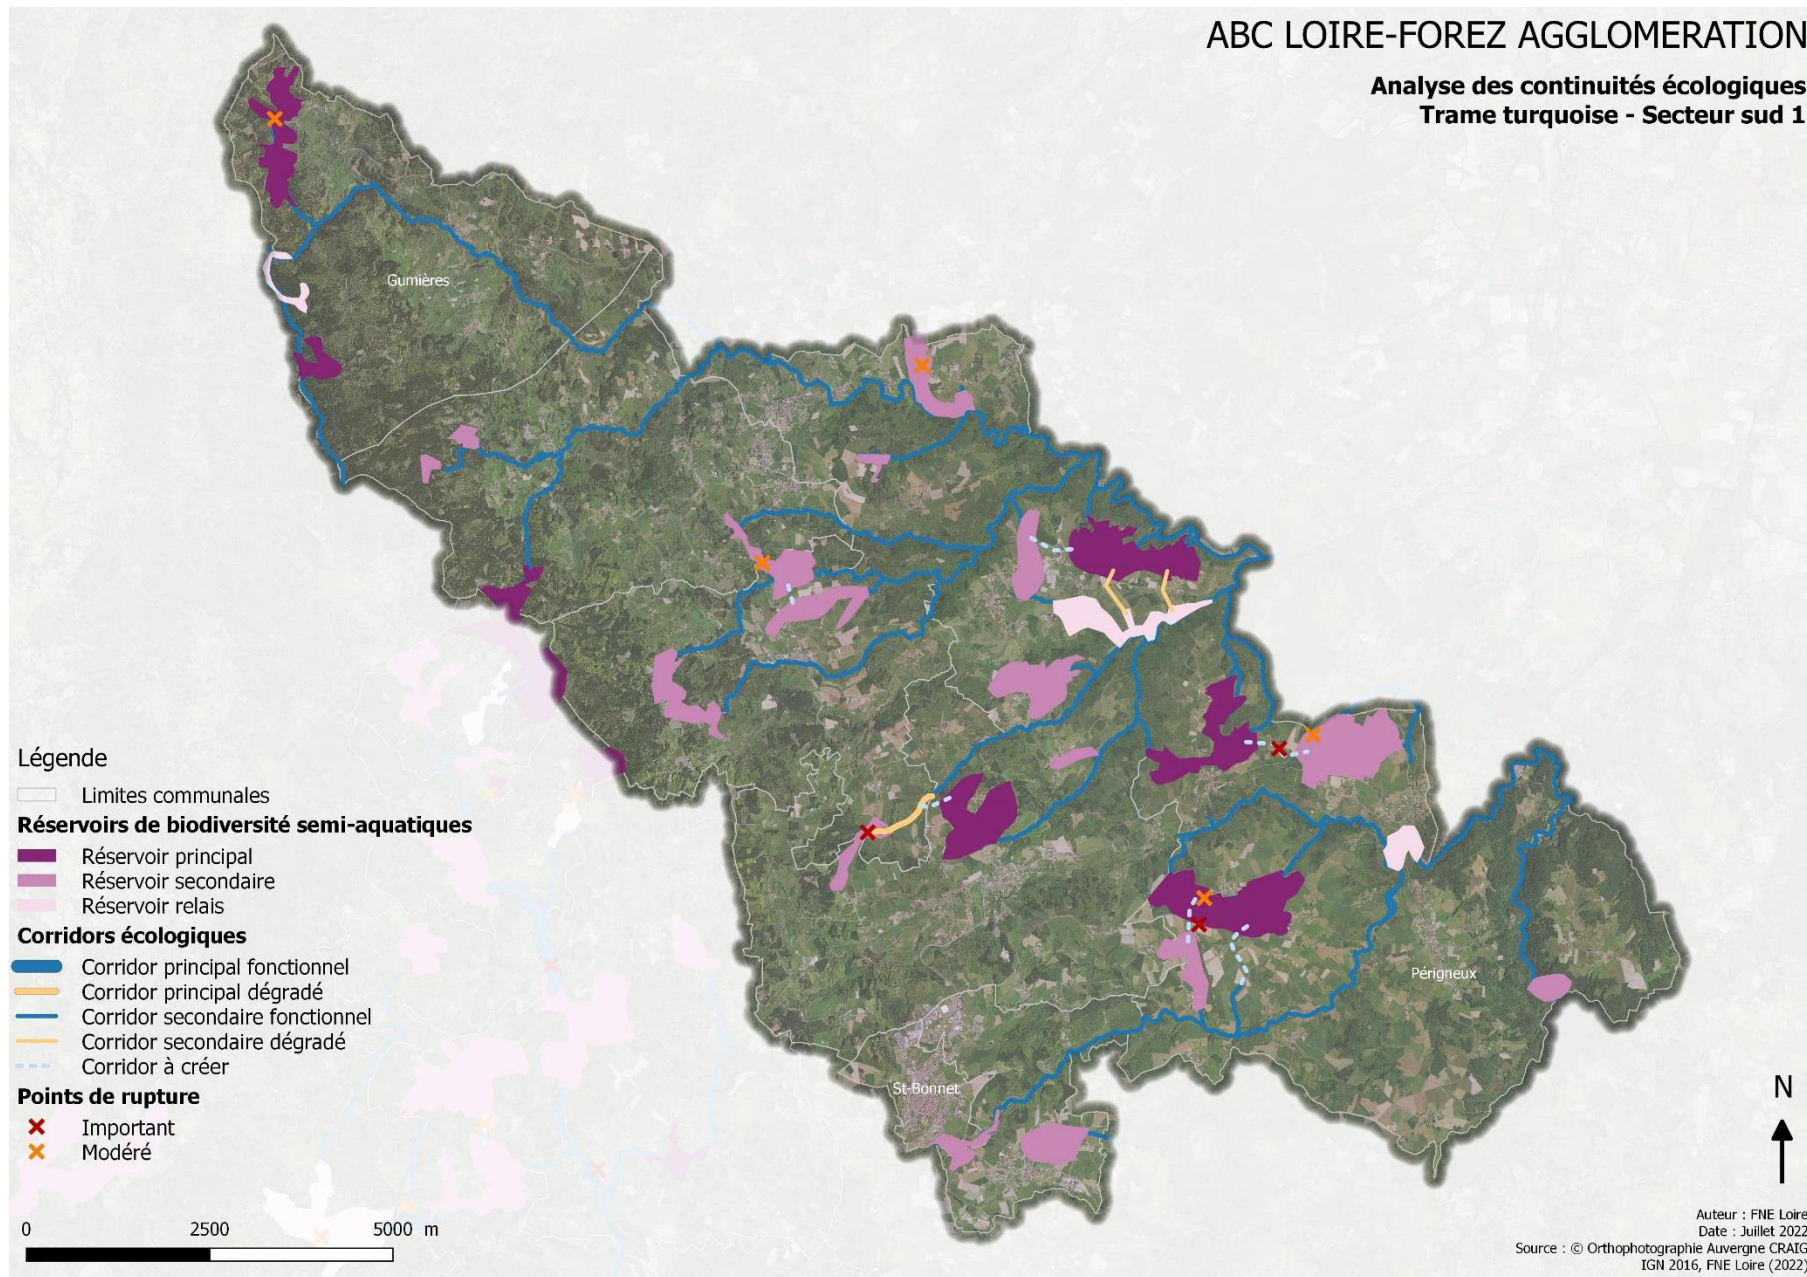 ABC LOIRE-FOREZ AGGLOMERATION
Analyse des continuités écologiques
Trame turquoise - Secteur sud 1
Gumières
Périgneux
St-Bonnet
Légende
Limites communales
Réservoirs de biodiversité semi-aquatiques
Réservoir principal
Réservoir secondaire
Réservoir relais
Corridors écologiques
Corridor principal fonctionnel
Corridor principal dégradé
Corridor secondaire fonctionnel
Corridor secondaire dégradé
Corridor à créer
Points de rupture
Important
Modéré
0 2500 5000 m
N
Auteur : FNE Loire
Date : Juillet 2022
Source : © Orthophotographie Auvergne CRAIG
IGN 2016, FNE Loire (2022)